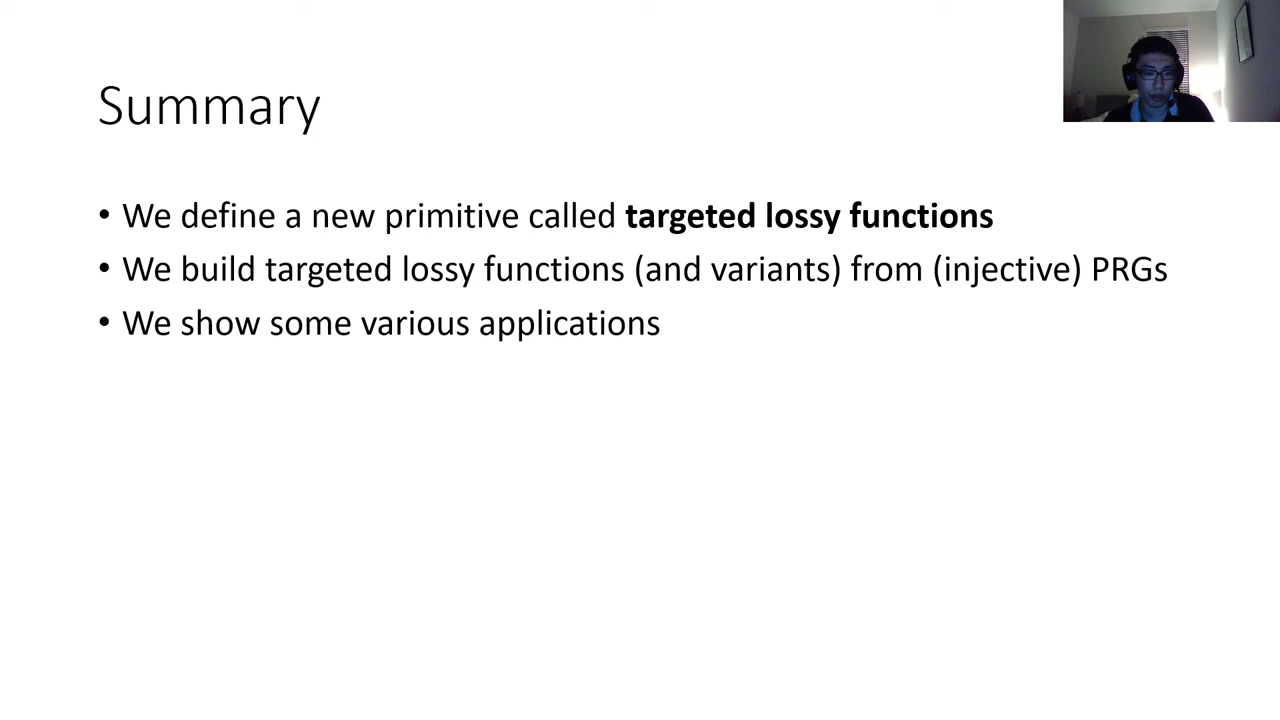 Summary
• We define a new primitive called targeted lossy functions
• We build targeted lossy functions (and variants) from (injective) PRGs
• We show some various applications